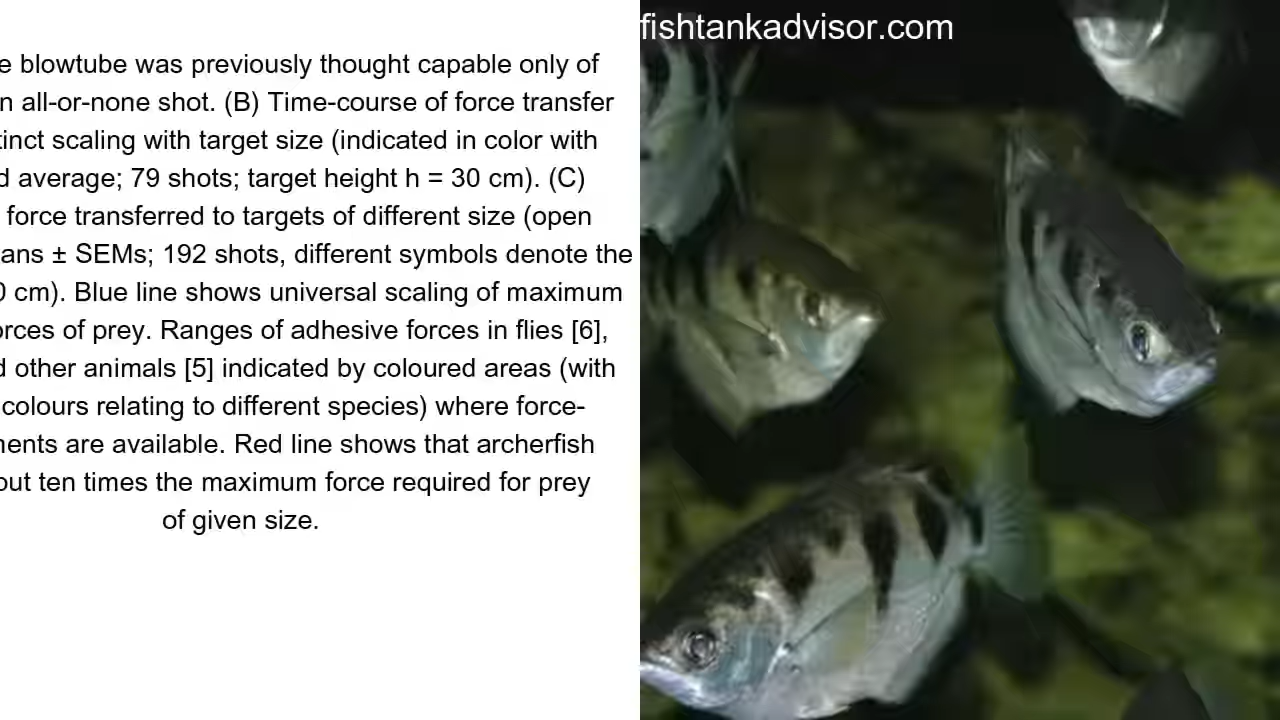 e blowtube was previously thought capable only of
n all-or-none shot. (B) Time-course of force transfer
tinct scaling with target size (indicated in color with
d average; 79 shots; target height h = 30 cm). (C)
force transferred to targets of different size (open
ans ± SEMs; 192 shots, different symbols denote the
0 cm). Blue line shows universal scaling of maximum
orces of prey. Ranges of adhesive forces in flies [6],
d other animals [5] indicated by coloured areas (with
colours relating to different species) where force-
ents are available. Red line shows that archerfish
out ten times the maximum force required for prey
of given size.
fishtankadvisor.com